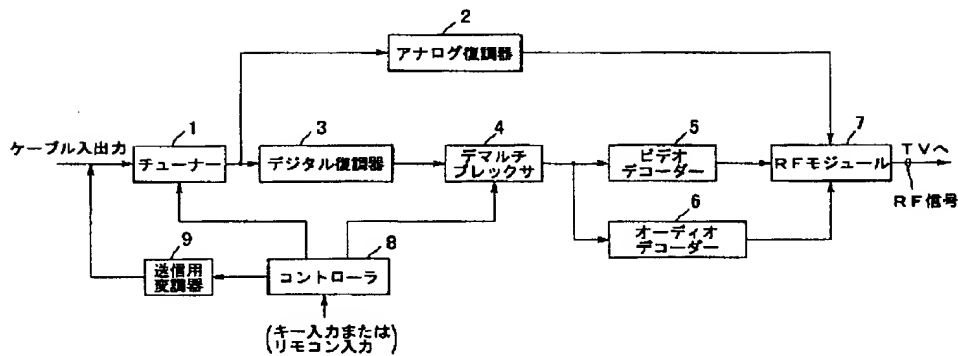 2
アナログ復調器
ケーブル入出力
1
チューナー
3
デジタル復調器
4
デマルチ
プレックサ
5
ビデオ
デコーダー
7
RFモジュール
TVへ
RF信号
6
オーディオ
デコーダー
9
送信用
変調器
8
コントローラ
(キー入力または
リモコン入力)